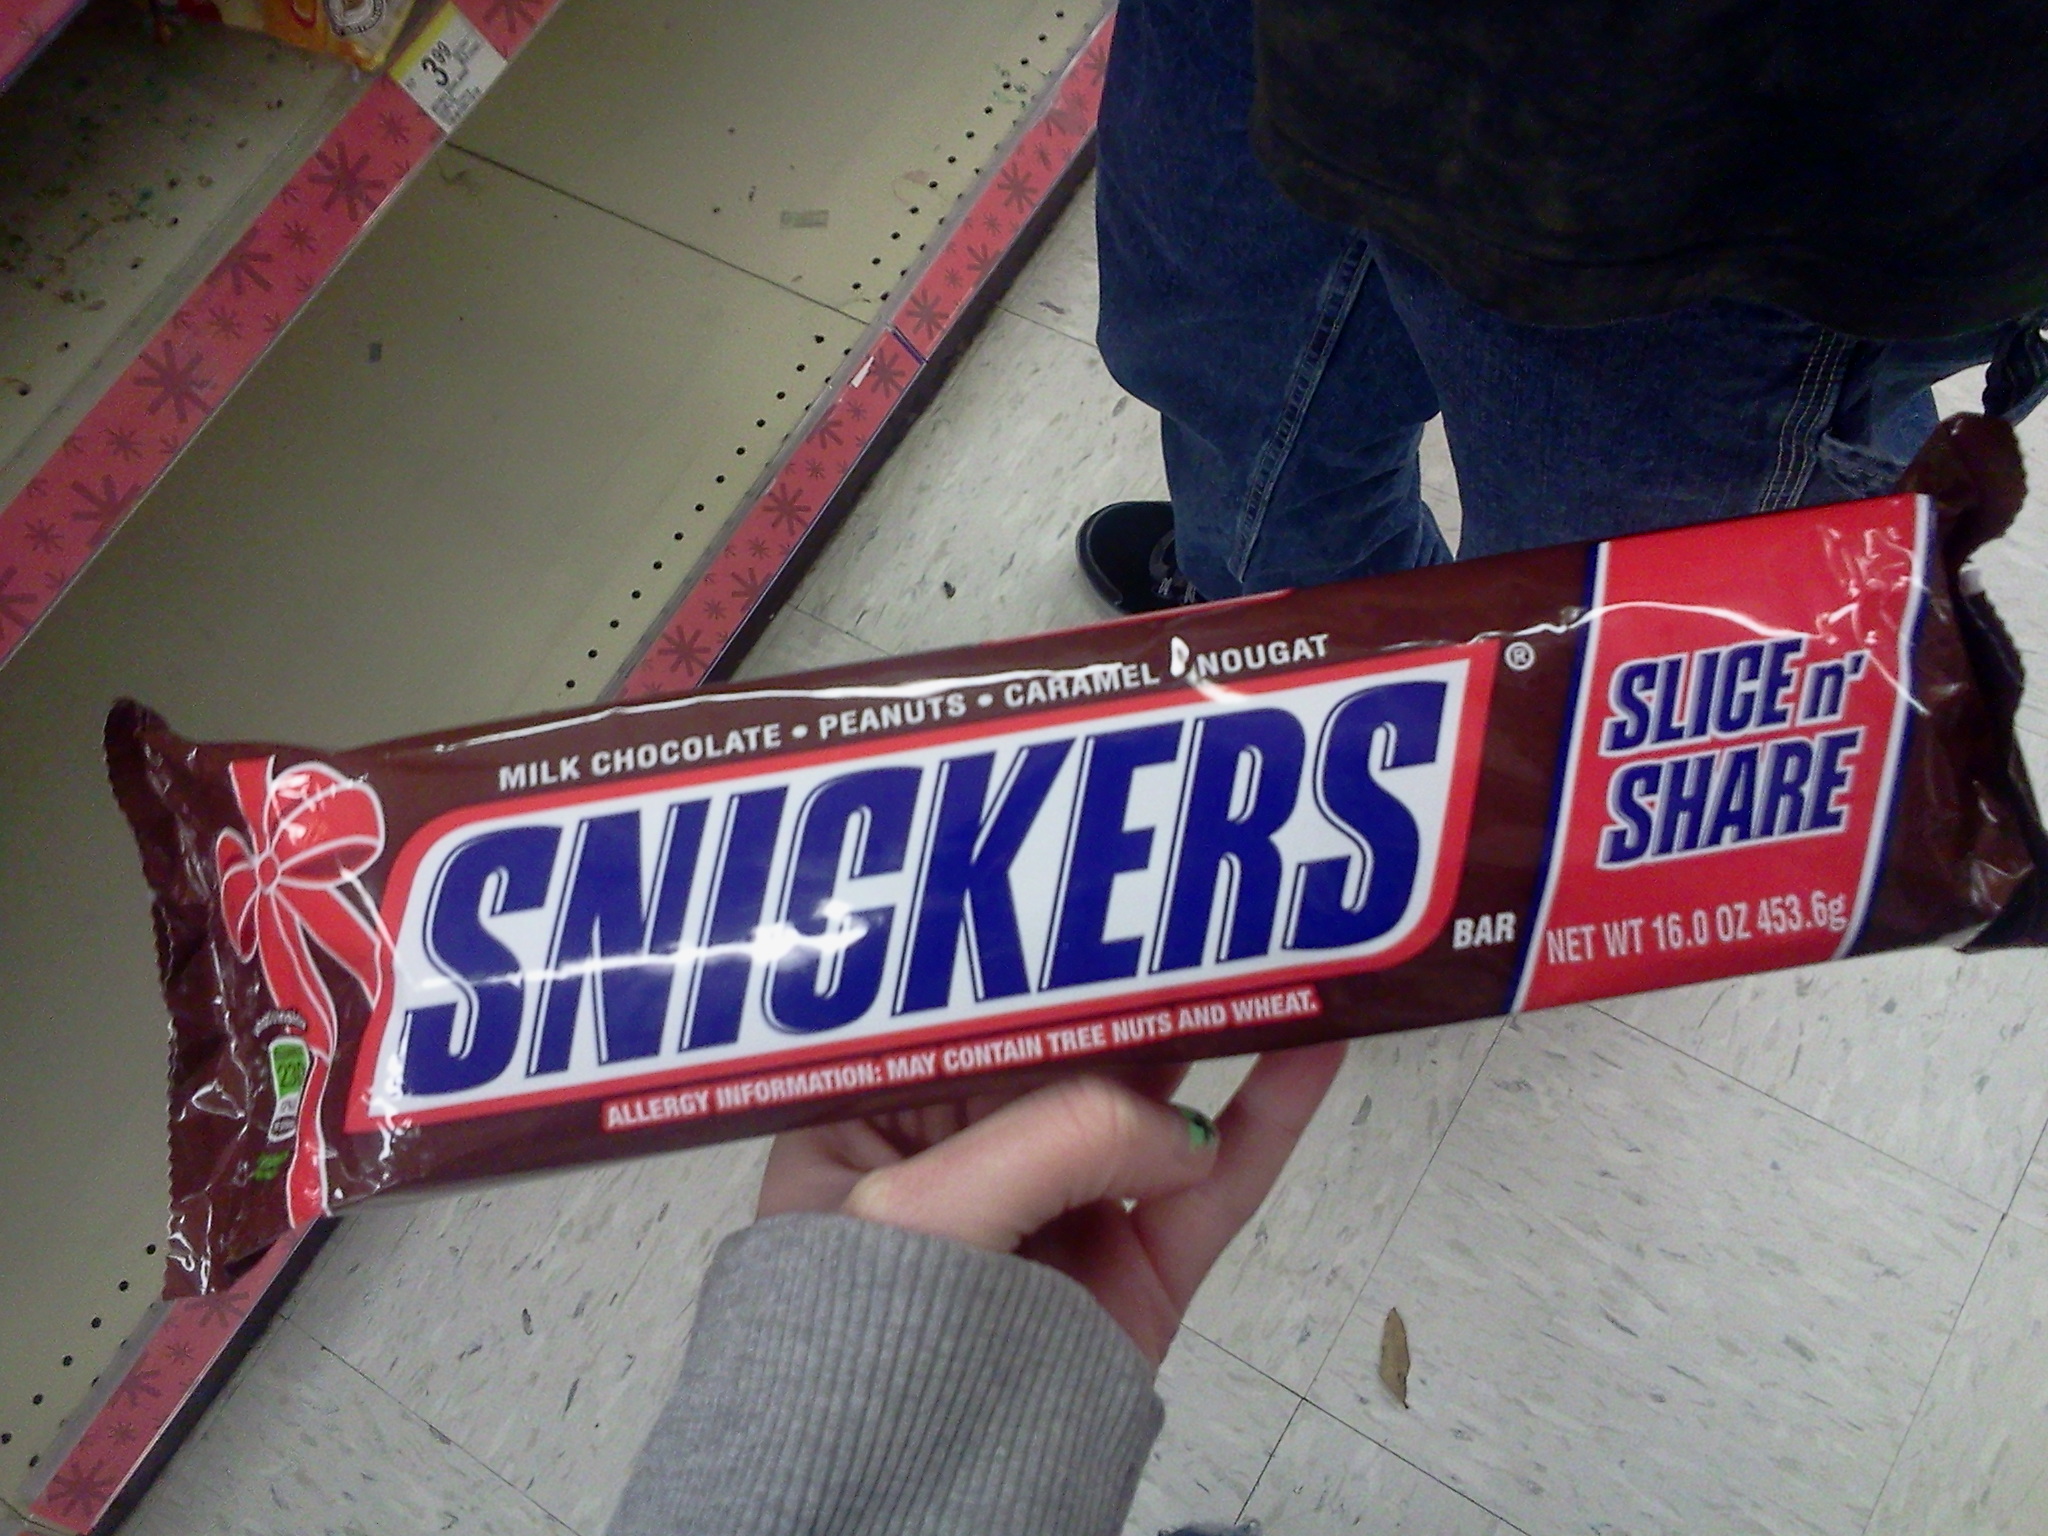 3.99
MILK CHOCOLATE • PEANUTS • CARAMEL NOUGAT
SNICKERS®
BAR
SLICE n'
SHARE
NET WT 16.0 OZ 453.6g
ALLERGY INFORMATION: MAY CONTAIN TREE NUTS AND WHEAT.
230